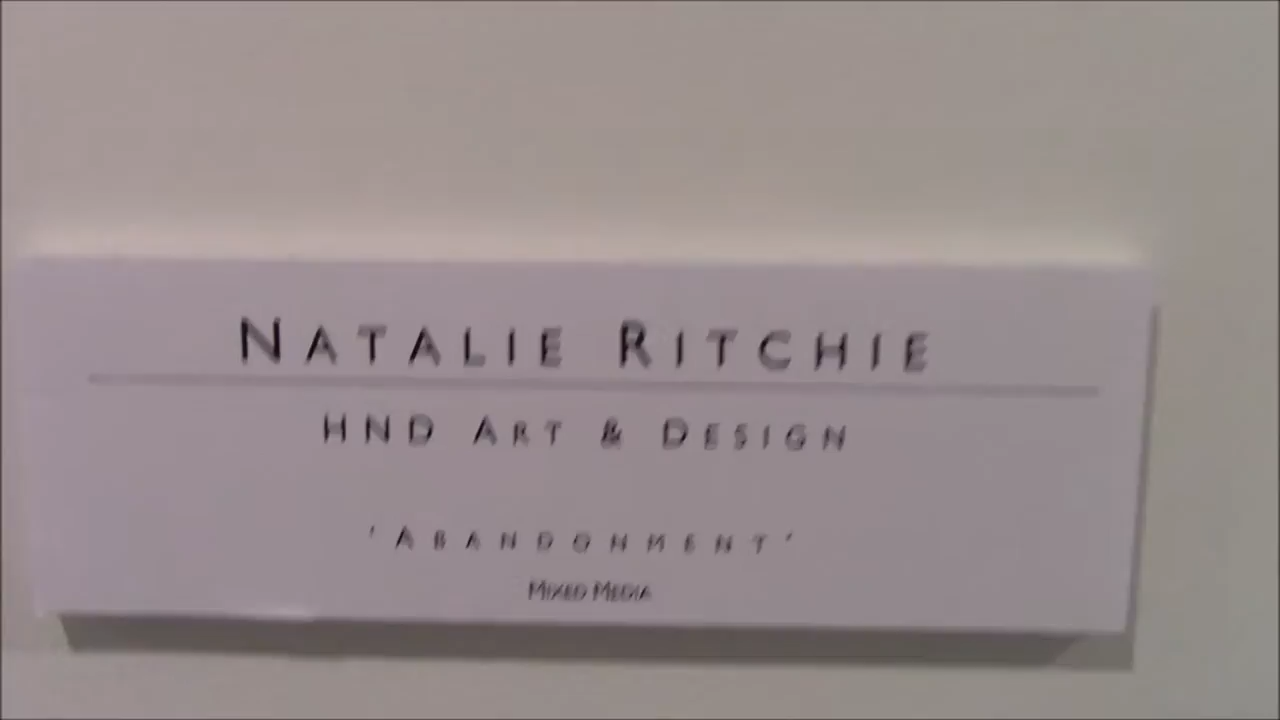 NATALIE RITCHIE
HND ART & DESIGN
'ABANDONMENT'
MIXED MEDIA